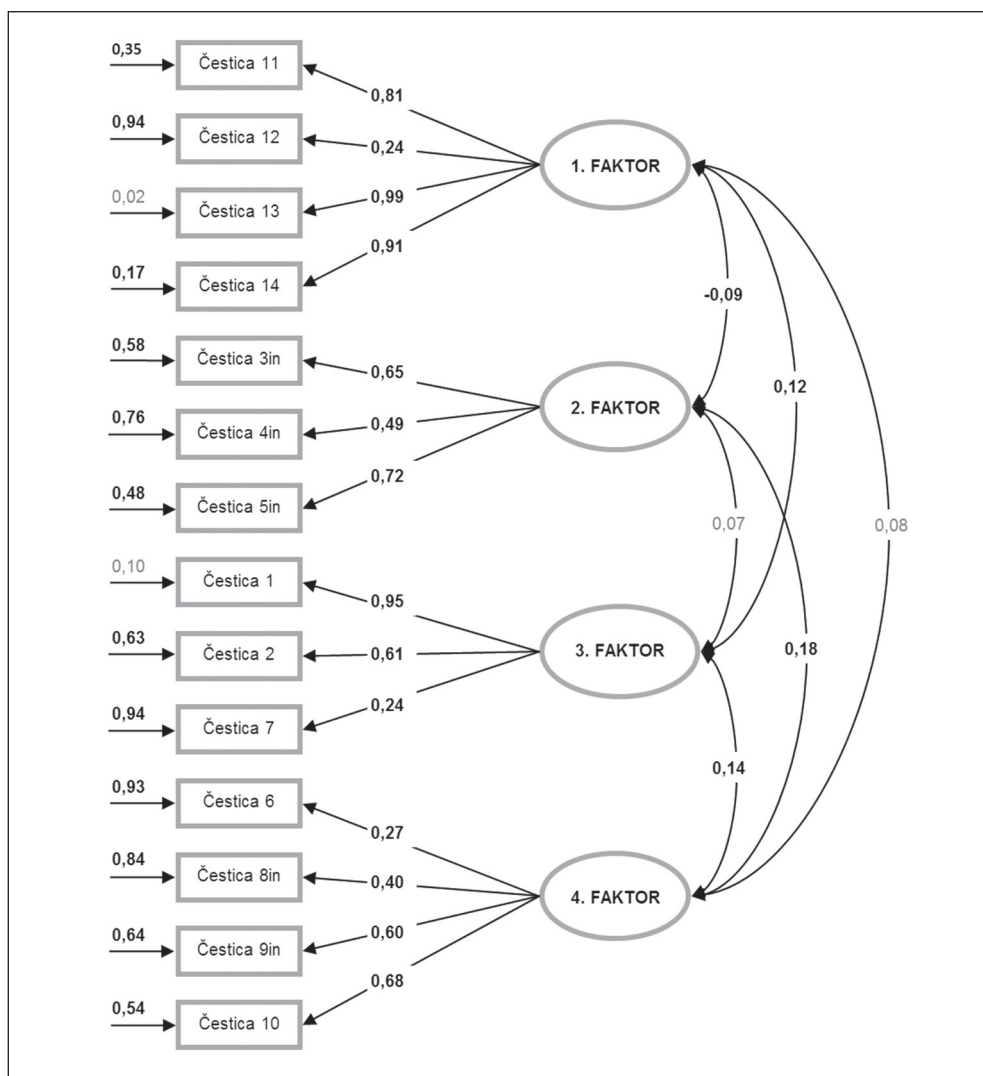 0,35
Čestica 11
0,81
0,94
Čestica 12
0,24
1. FAKTOR
0,02
Čestica 13
0,99
0,17
Čestica 14
0,91
-0,09
0,58
Čestica 3in
0,65
0,12
0,76
Čestica 4in
0,49
2. FAKTOR
0,48
Čestica 5in
0,72
0,07
0,08
0,10
Čestica 1
0,95
0,63
Čestica 2
0,61
3. FAKTOR
0,18
0,94
Čestica 7
0,24
0,14
0,93
Čestica 6
0,27
0,84
Čestica 8in
0,40
4. FAKTOR
0,64
Čestica 9in
0,60
0,54
Čestica 10
0,68